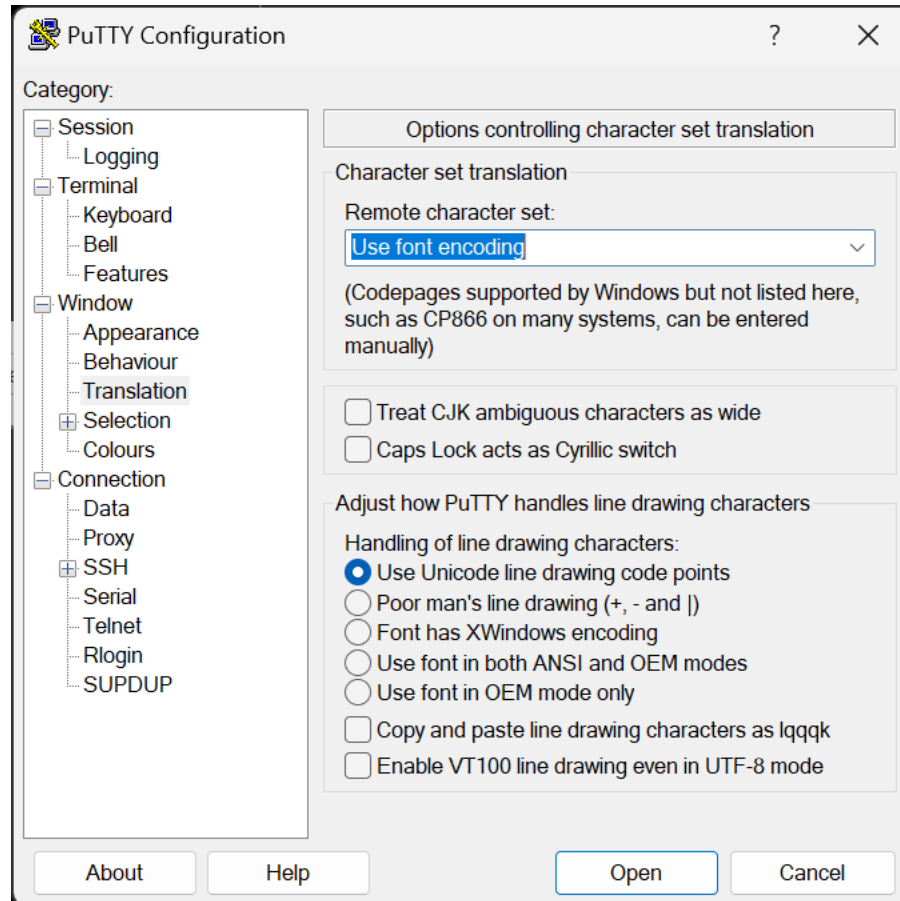 PuTTY Configuration
?
Category:
Session
Logging
Terminal
Keyboard
Bell
Features
Window
Appearance
Behaviour
Translation
Selection
Colours
Connection
Data
Proxy
SSH
Serial
Telnet
Rlogin
SUPDUP
Options controlling character set translation
Character set translation
Remote character set:
Use font encoding
(Codepages supported by Windows but not listed here,
such as CP866 on many systems, can be entered
manually)
Treat CJK ambiguous characters as wide
Caps Lock acts as Cyrillic switch
Adjust how PuTTY handles line drawing characters
Handling of line drawing characters:
Use Unicode line drawing code points
Poor man's line drawing (+, - and |)
Font has XWindows encoding
Use font in both ANSI and OEM modes
Use font in OEM mode only
Copy and paste line drawing characters as lqqqk
Enable VT100 line drawing even in UTF-8 mode
About
Help
Open
Cancel